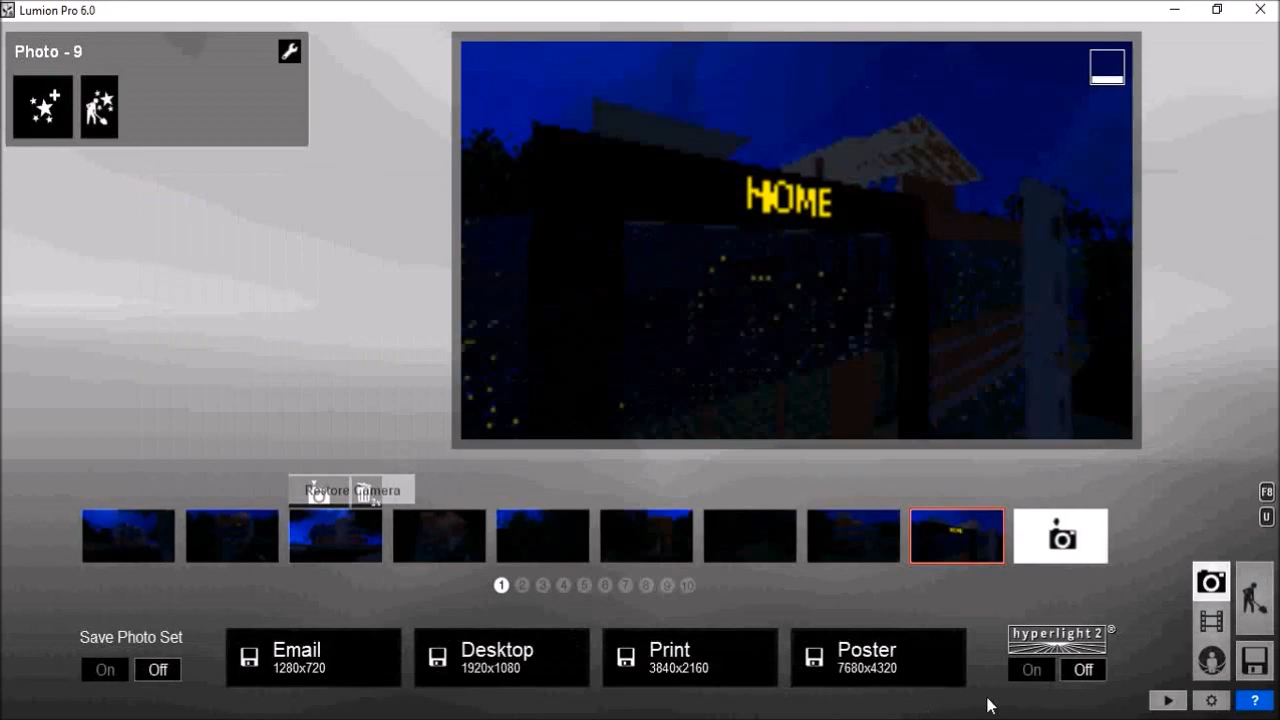 Lumion Pro 6.0
Photo - 9
HOME
Restore Camera
HOME
1 2 3 4 5 6 7 8 9 10
F8
U
Save Photo Set
On Off
Email
1280x720
Desktop
1920x1080
Print
3840x2160
Poster
7680x4320
hyperlight 2 ®
On Off
?